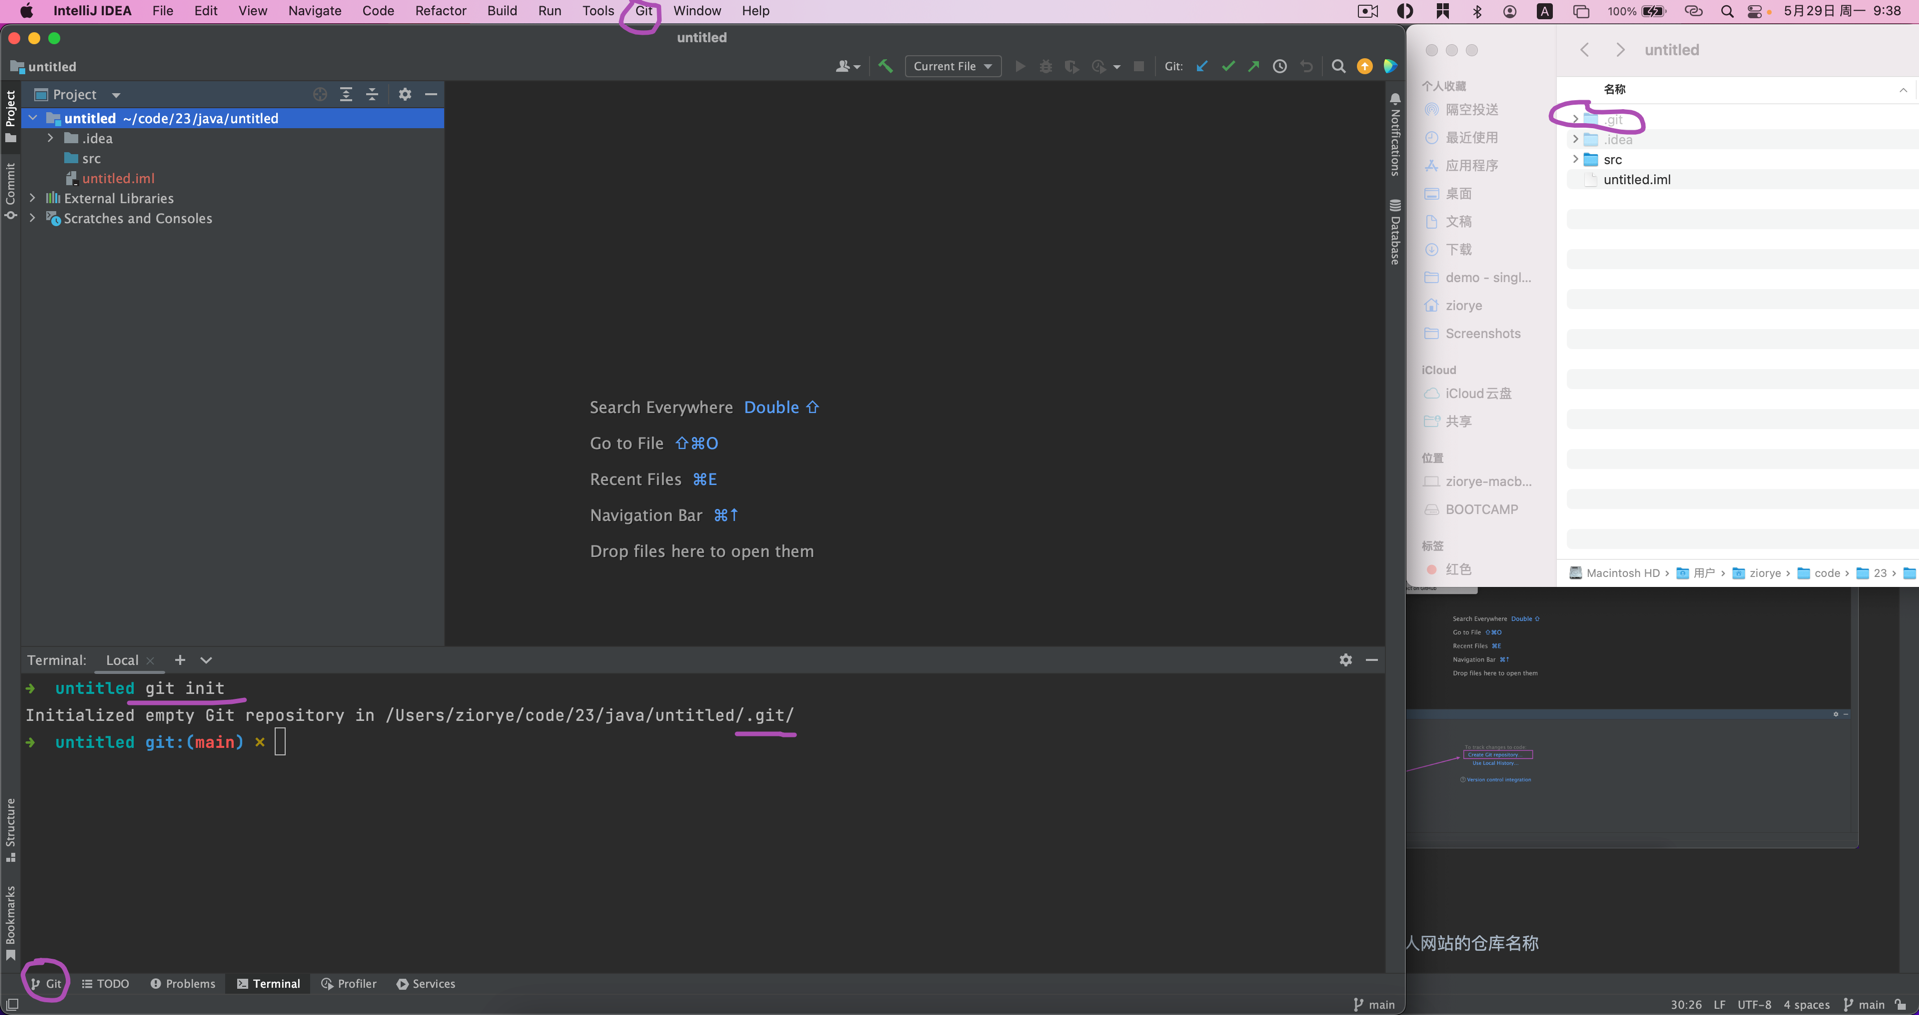 IntelliJ IDEA File Edit View Navigate Code Refactor Build Run Tools Git Window Help
A 100% 5月29日 周一 9:38
untitled
untitled
Current File Git:
Project
untitled ~/code/23/java/untitled
.idea
src
untitled.iml
External Libraries
Scratches and Consoles
Project
Commit
Structure
Bookmarks
Search Everywhere Double ⇧
Go to File ⇧⌘O
Recent Files ⌘E
Navigation Bar ⌘↑
Drop files here to open them
Notifications
Database
Terminal: Local × +
→ untitled git init
Initialized empty Git repository in /Users/ziorye/code/23/java/untitled/.git/
→ untitled git:(main) ×
Git TODO Problems Terminal Profiler Services
main
untitled
个人收藏
隔空投送
最近使用
应用程序
桌面
文稿
下载
demo - singl...
ziorye
Screenshots
iCloud
iCloud云盘
共享
位置
ziorye-macb...
BOOTCAMP
标签
红色
名称
.git
.idea
src
untitled.iml
Macintosh HD › 用户 › ziorye › code › 23 ›
Search Everywhere Double ⇧
Go to File ⇧⌘O
Recent Files ⌘E
Navigation Bar ⌘↑
Drop files here to open them
To track changes to code:
Create Git repository...
Use Local History...
Version control integration
人网站的仓库名称
30:26 LF UTF-8 4 spaces main